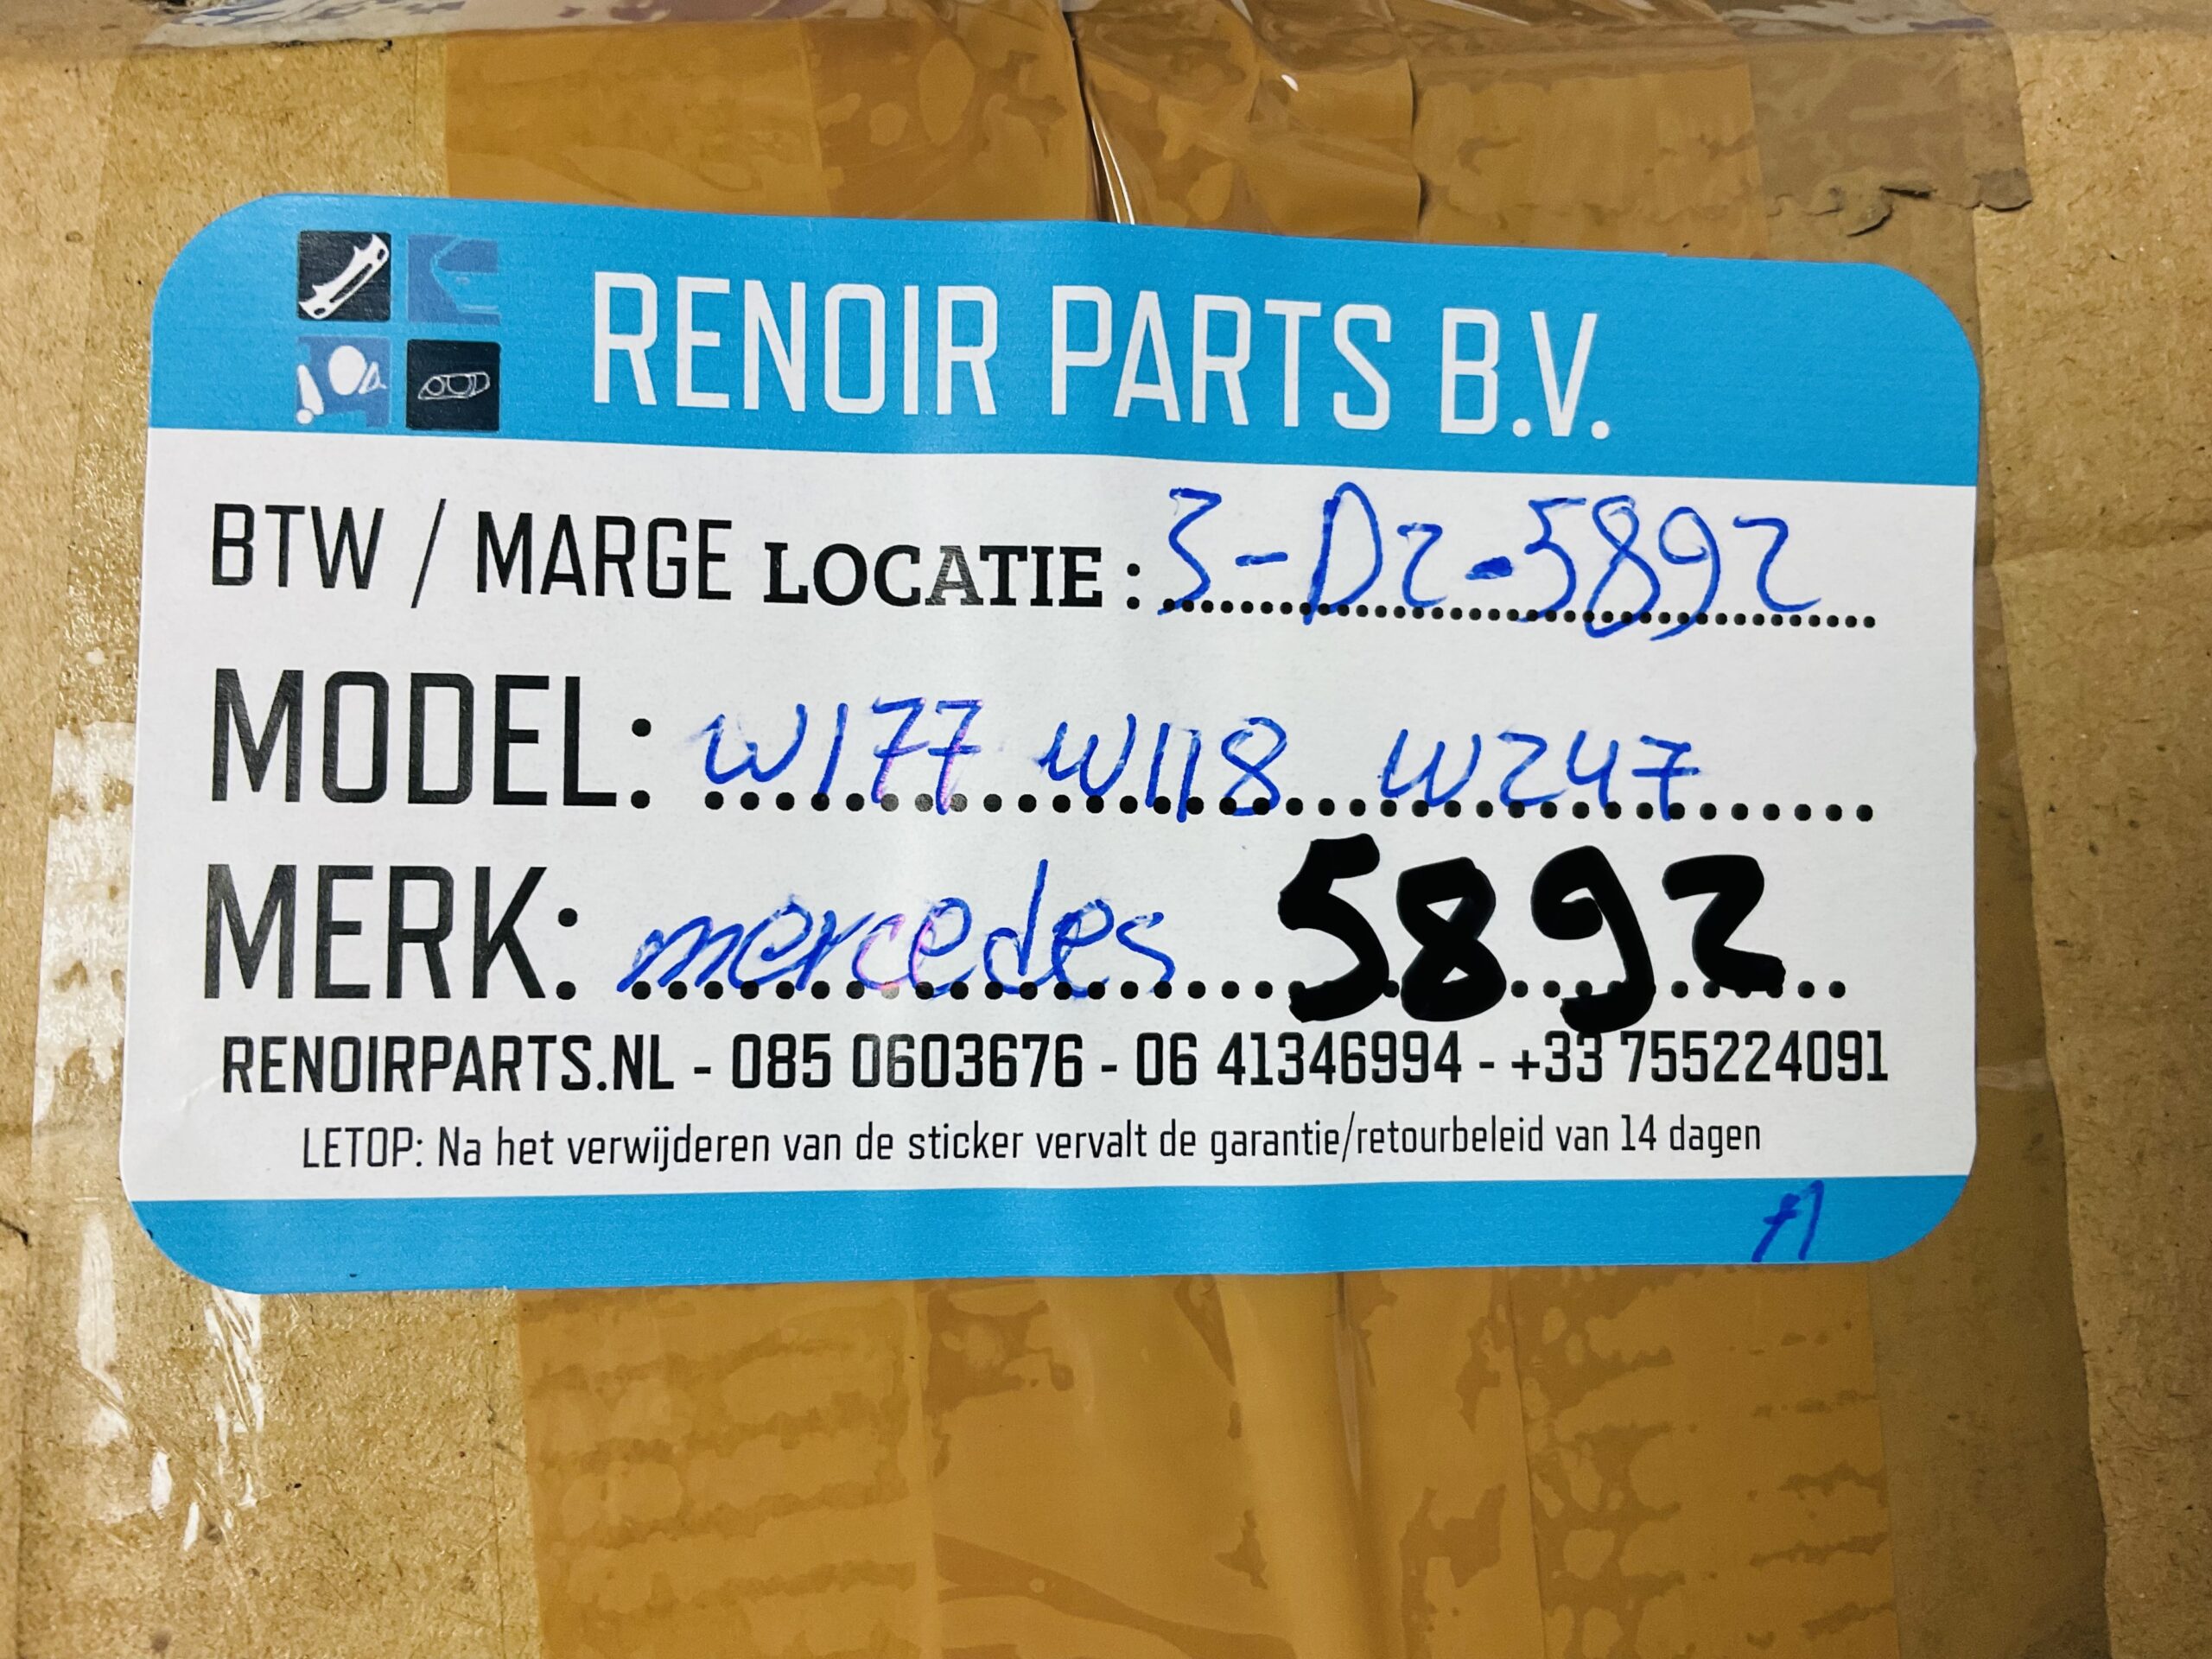 RENOIR PARTS B.V.
BTW / MARGE LOCATIE : 3-D2-5892
MODEL: W177 W118 W247
MERK: mercedes 5892
RENOIRPARTS.NL - 085 0603676 - 06 41346994 - +33 755224091
LETOP: Na het verwijderen van de sticker vervalt de garantie/retourbeleid van 14 dagen